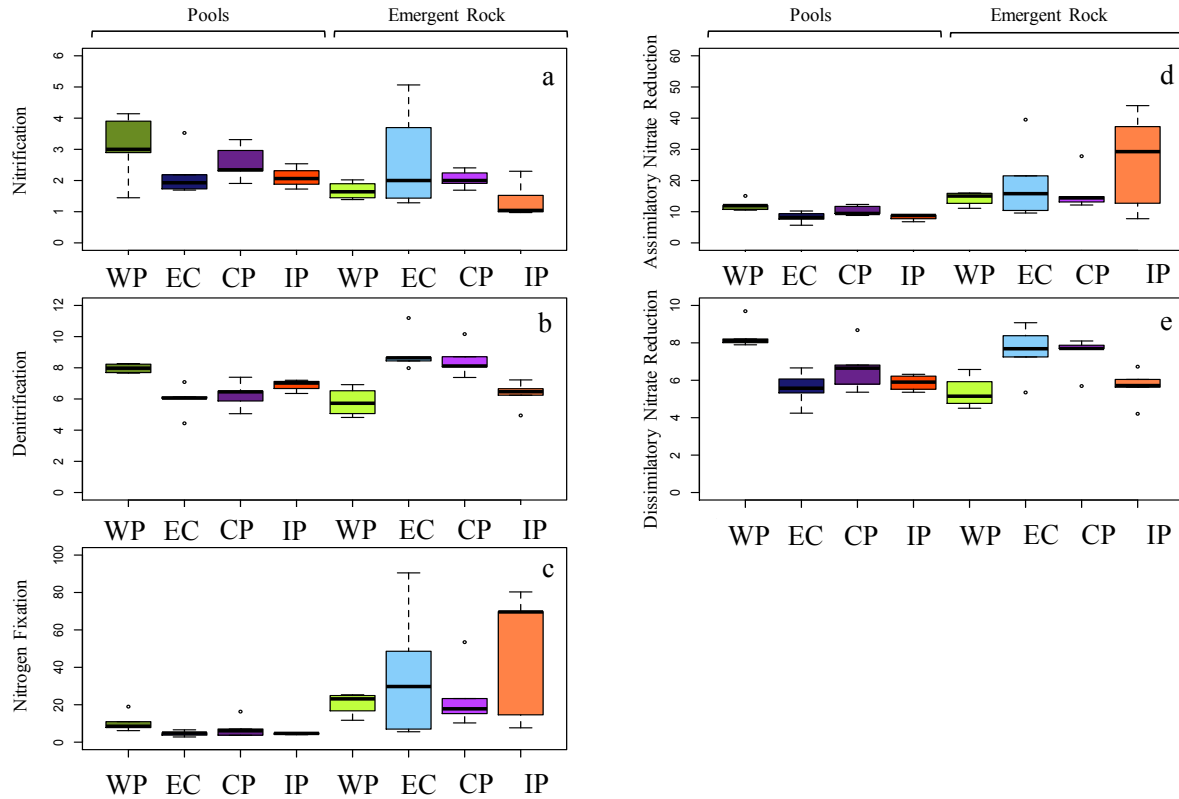 Pools Emergent Rock
Nitrification
0 1 2 3 4 5 6
a
WP EC CP IP WP EC CP IP
Denitrification
0 2 4 6 8 10 12
b
WP EC CP IP WP EC CP IP
Nitrogen Fixation
0 20 40 60 80 100
c
WP EC CP IP WP EC CP IP
Pools Emergent Rock
Assimilatory Nitrate Reduction
0 10 20 30 40 50 60
d
WP EC CP IP WP EC CP IP
Dissimilatory Nitrate Reduction
0 2 4 6 8 10
e
WP EC CP IP WP EC CP IP